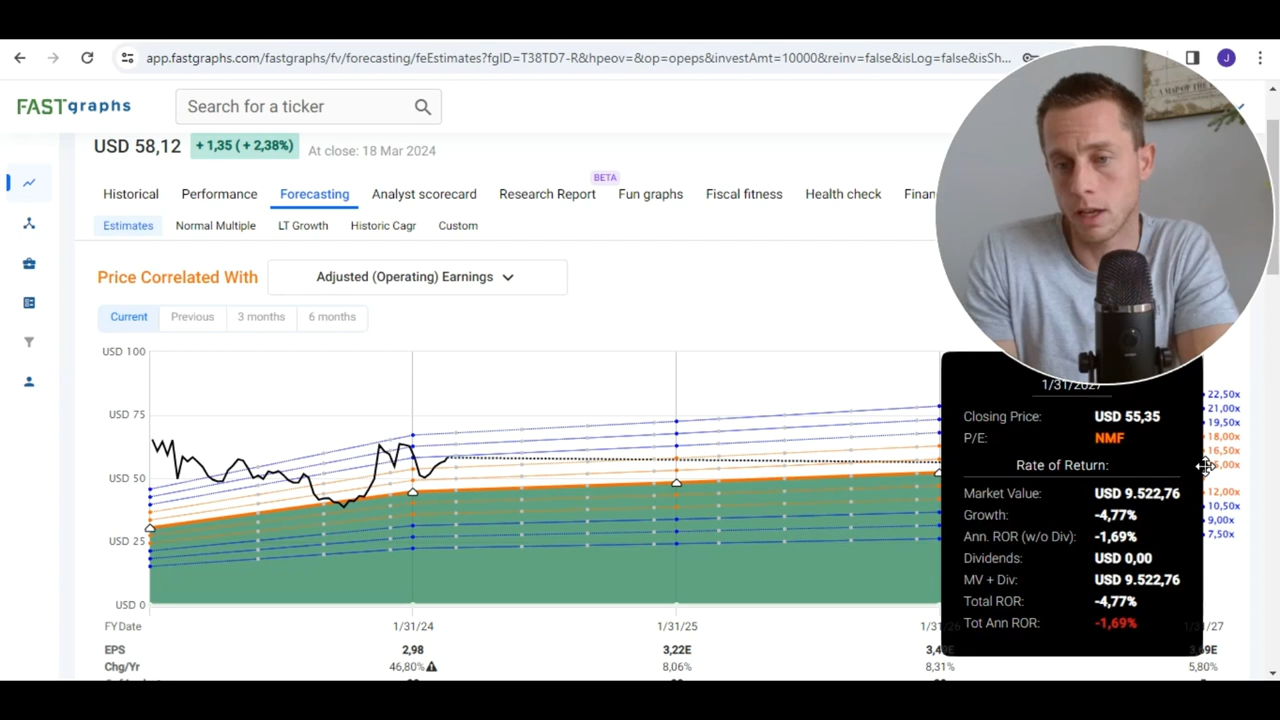 app.fastgraphs.com/fastgraphs/fv/forecasting/feEstimates?fgID=T38TD7-R&hpeov=&op=opeps&investAmt=10000&reinv=false&isLog=false&isSh...
J
FAST graphs
Search for a ticker
USD 58,12
+ 1,35 ( + 2,38%)
At close: 18 Mar 2024
BETA
Historical
Performance
Forecasting
Analyst scorecard
Research Report
Fun graphs
Fiscal fitness
Health check
Finan
Estimates
Normal Multiple
LT Growth
Historic Cagr
Custom
Price Correlated With
Adjusted (Operating) Earnings
Current
Previous
3 months
6 months
USD 100
USD 75
USD 50
USD 25
USD 0
Closing Price: USD 55,35
P/E: NMF
Rate of Return:
Market Value: USD 9.522,76
Growth: -4,77%
Ann. ROR (w/o Div): -1,69%
Dividends: USD 0,00
MV + Div: USD 9.522,76
Total ROR: -4,77%
Tot Ann ROR: -1,69%
22,50x
21,00x
19,50x
18,00x
16,50x
12,00x
10,50x
9,00x
7,50x
FY Date 1/31/24 1/31/25 1/31/27
EPS 2,98 3,22E
Chg/Yr 46,80% 8,06% 8,31% 5,80%